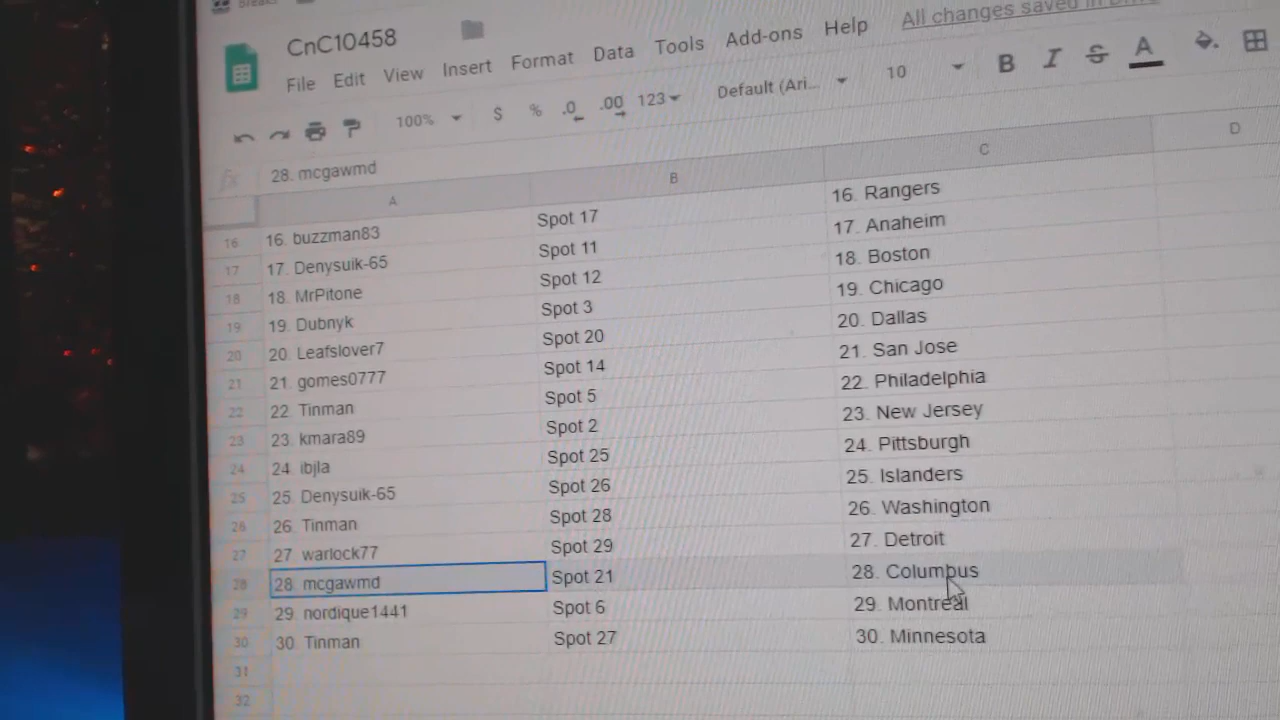 Breaks
CnC10458
File Edit View Insert Format Data Tools Add-ons Help All changes saved in
100% $ % .0 .00 123 Default (Ari... 10 B I S A
fx 28. mcgawmd
A B C D
16 16. buzzman83 Spot 17 16. Rangers
17 17. Denysuik-65 Spot 11 17. Anaheim
18 18. MrPitone Spot 12 18. Boston
19 19. Dubnyk Spot 3 19. Chicago
20 20. Leafslover7 Spot 20 20. Dallas
21 21. gomes0777 Spot 14 21. San Jose
22 22. Tinman Spot 5 22. Philadelphia
23 23. kmara89 Spot 2 23. New Jersey
24 24. ibjla Spot 25 24. Pittsburgh
25 25. Denysuik-65 Spot 26 25. Islanders
26 26. Tinman Spot 28 26. Washington
27 27. warlock77 Spot 29 27. Detroit
28 28. mcgawmd Spot 21 28. Columbus
29 29. nordique1441 Spot 6 29. Montreal
30 30. Tinman Spot 27 30. Minnesota
31
32